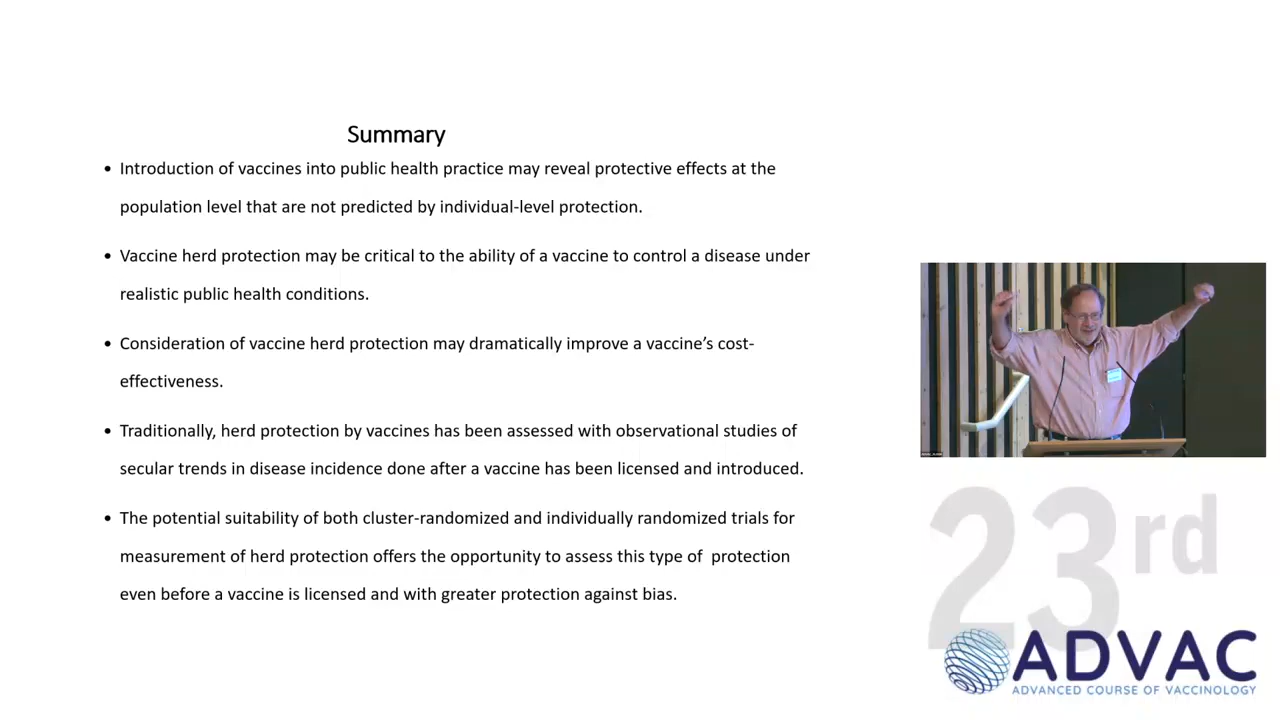 Summary
• Introduction of vaccines into public health practice may reveal protective effects at the
population level that are not predicted by individual-level protection.
• Vaccine herd protection may be critical to the ability of a vaccine to control a disease under
realistic public health conditions.
• Consideration of vaccine herd protection may dramatically improve a vaccine’s cost-
effectiveness.
• Traditionally, herd protection by vaccines has been assessed with observational studies of
secular trends in disease incidence done after a vaccine has been licensed and introduced.
• The potential suitability of both cluster-randomized and individually randomized trials for
measurement of herd protection offers the opportunity to assess this type of  protection
even before a vaccine is licensed and with greater protection against bias.
23rd
ADVAC
ADVANCED COURSE OF VACCINOLOGY